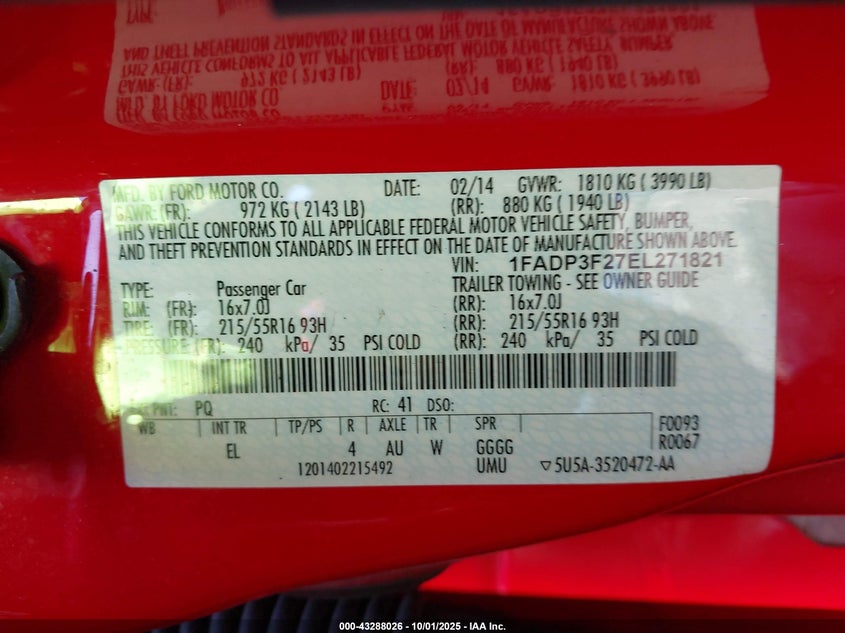 MFD. BY FORD MOTOR CO. DATE: 02/14 GVWR: 1810 KG ( 3990 LB)
GAWR: (FR): 972 KG ( 2143 LB) (RR): 880 KG ( 1940 LB)
THIS VEHICLE CONFORMS TO ALL APPLICABLE FEDERAL MOTOR VEHICLE SAFETY, BUMPER,
AND THEFT PREVENTION STANDARDS IN EFFECT ON THE DATE OF MANUFACTURE SHOWN ABOVE.
VIN: 1FADP3F27EL271821
TYPE: Passenger Car TRAILER TOWING - SEE OWNER GUIDE
RIM: (FR): 16x7.0J (RR): 16x7.0J
TIRE: (FR): 215/55R16 93H (RR): 215/55R16 93H
PRESSURE: (FR): 240 kPa/ 35 PSI COLD (RR): 240 kPa/ 35 PSI COLD
EXT PNT: PQ RC: 41 DSO:
WB INT TR TP/PS R AXLE TR SPR F0093
EL 4 AU W GGGG R0067
1201402215492 UMU ▽5U5A-3520472-AA
000-43288026 - 10/01/2025 - IAA Inc.